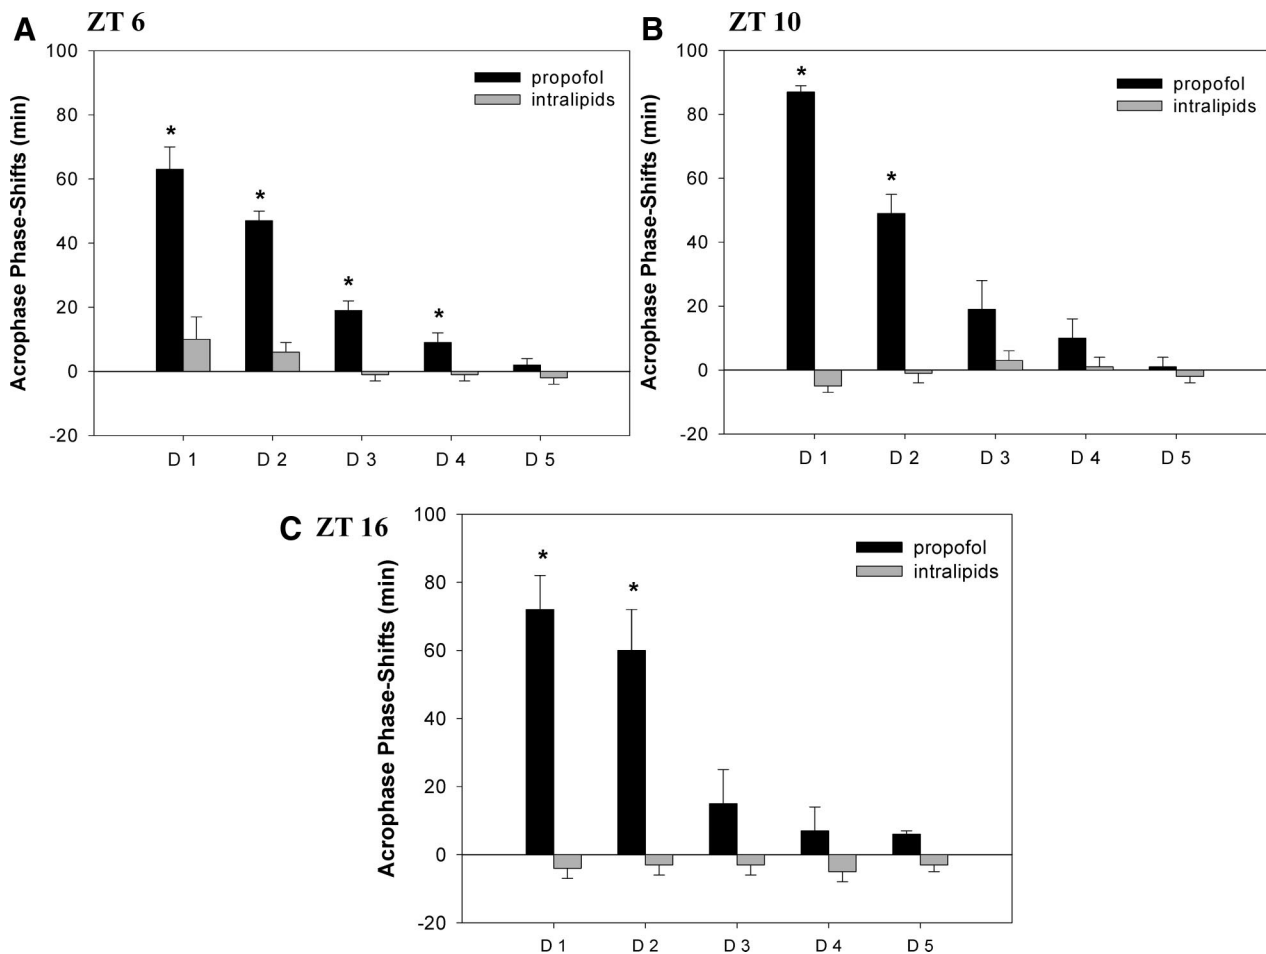 A
ZT 6
100
80
60
40
20
0
-20
Acrophase Phase-Shifts (min)
propofol
intralipids
*
*
*
*
D 1 D 2 D 3 D 4 D 5
B
ZT 10
100
80
60
40
20
0
-20
Acrophase Phase-Shifts (min)
propofol
intralipids
*
*
D 1 D 2 D 3 D 4 D 5
C ZT 16
100
80
60
40
20
0
-20
Acrophase Phase-Shifts (min)
propofol
intralipids
*
*
D 1 D 2 D 3 D 4 D 5